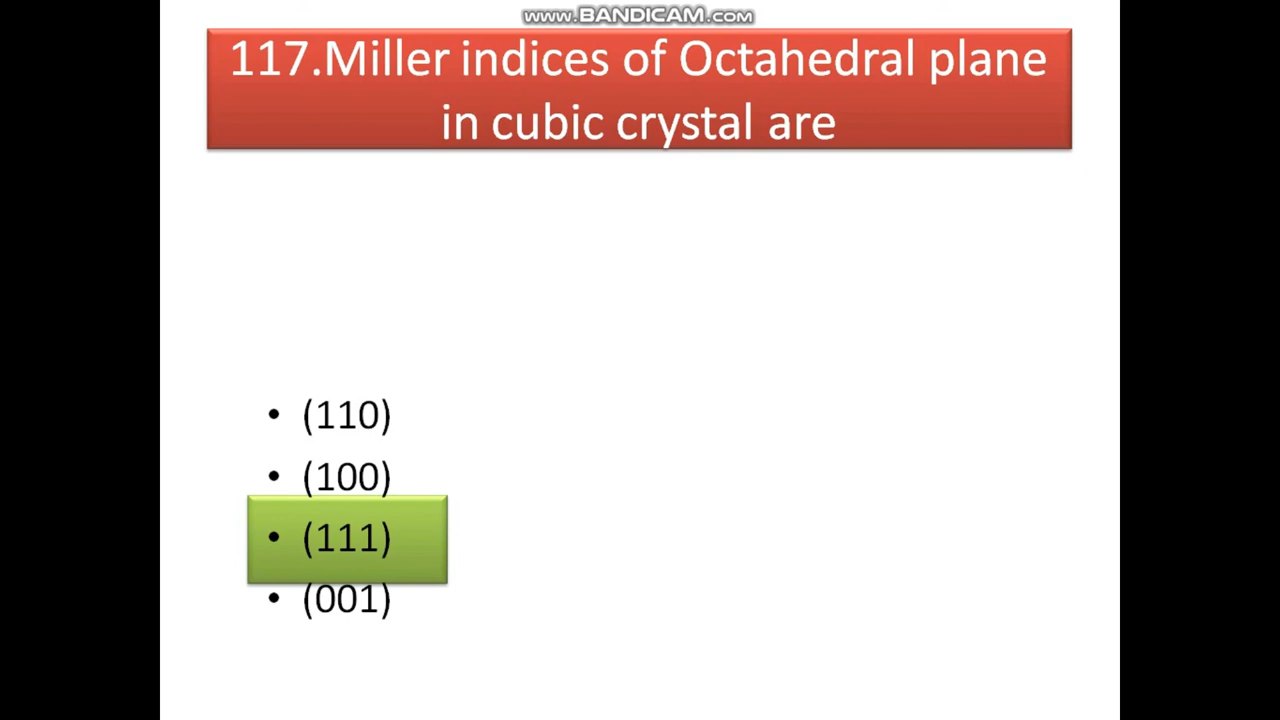 www.BANDICAM.com
117.Miller indices of Octahedral plane
in cubic crystal are
• (110)
• (100)
• (111)
• (001)